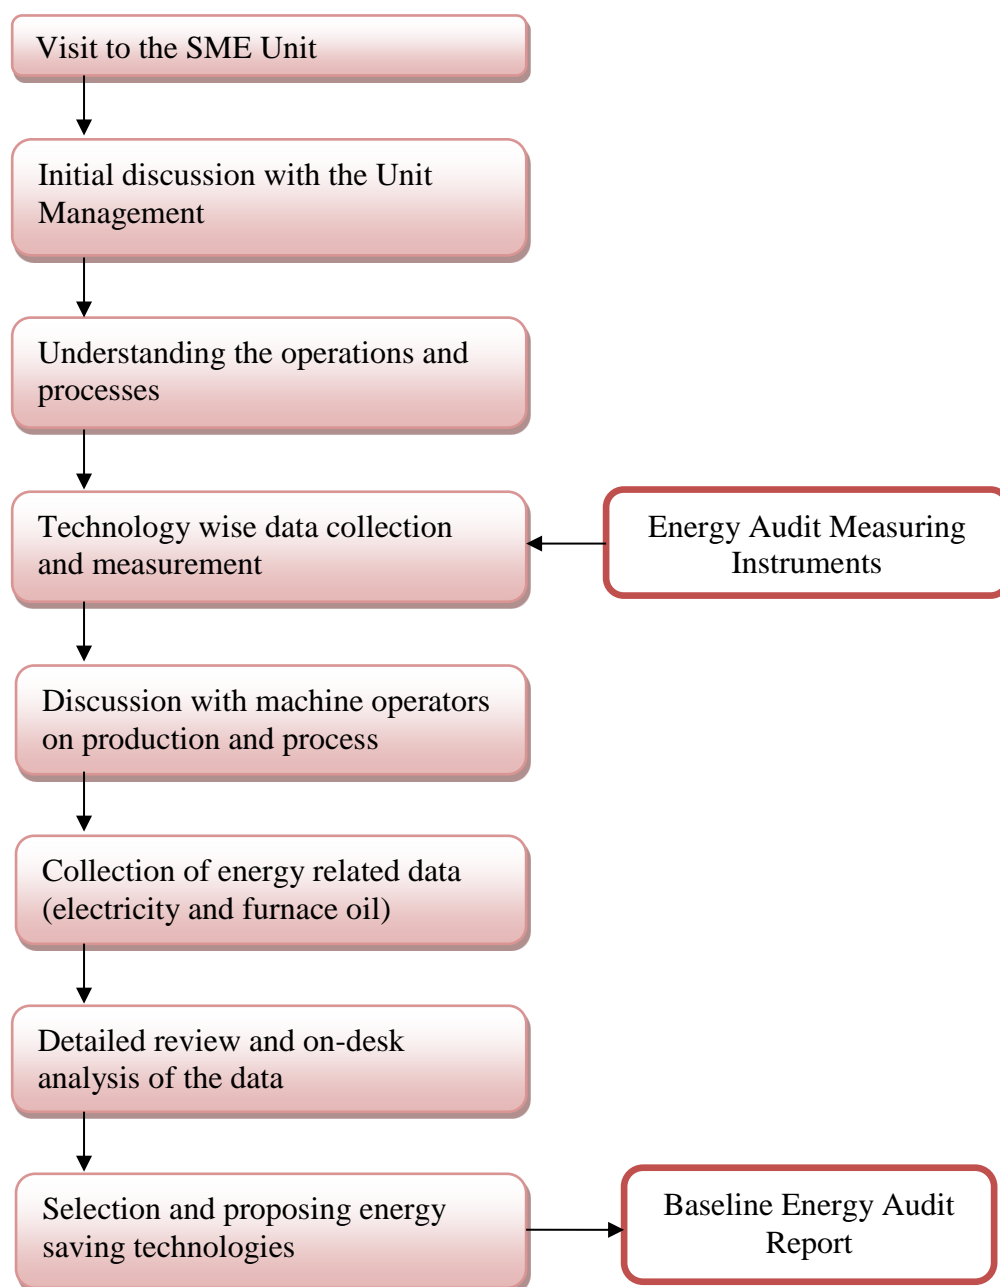 Visit to the SME Unit
Initial discussion with the Unit
Management
Understanding the operations and
processes
Technology wise data collection
and measurement
Energy Audit Measuring
Instruments
Discussion with machine operators
on production and process
Collection of energy related data
(electricity and furnace oil)
Detailed review and on-desk
analysis of the data
Selection and proposing energy
saving technologies
Baseline Energy Audit
Report